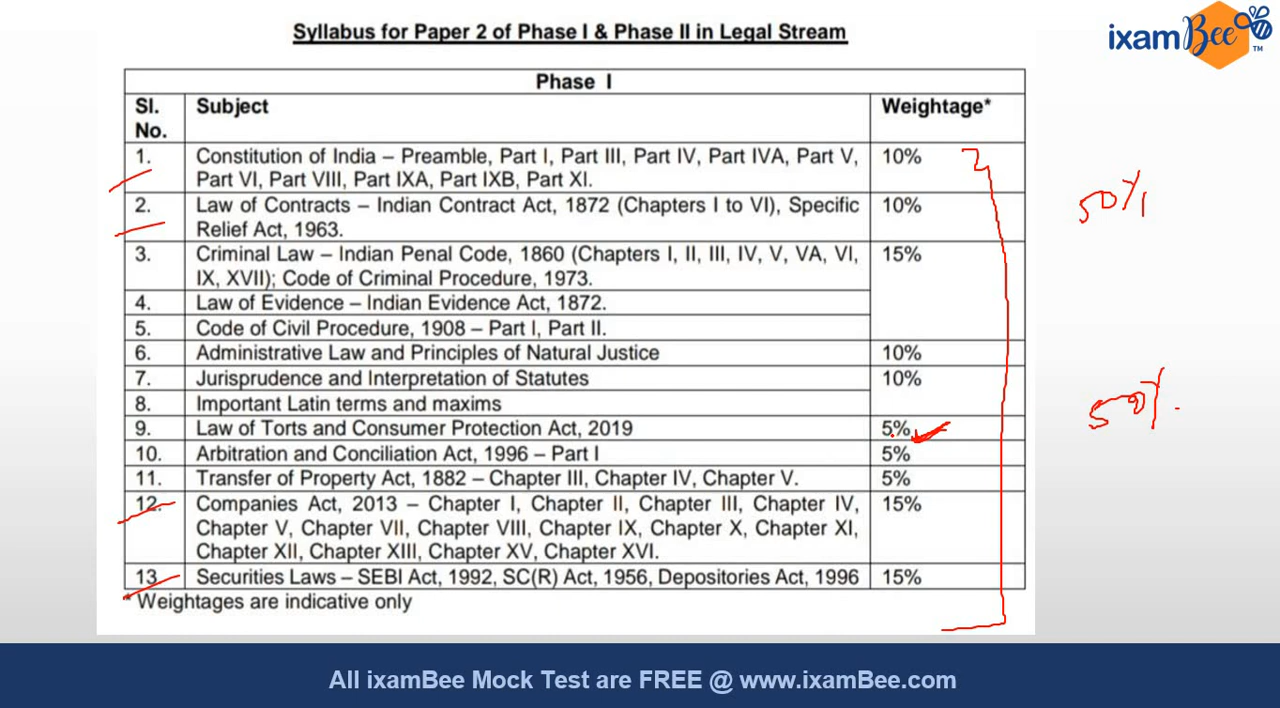 Syllabus for Paper 2 of Phase I & Phase II in Legal Stream
ixamBee
TM
Phase I
Sl. No. Subject Weightage*
1. Constitution of India – Preamble, Part I, Part III, Part IV, Part IVA, Part V, 10%
Part VI, Part VIII, Part IXA, Part IXB, Part XI.
2. Law of Contracts – Indian Contract Act, 1872 (Chapters I to VI), Specific 10%
Relief Act, 1963.
3. Criminal Law – Indian Penal Code, 1860 (Chapters I, II, III, IV, V, VA, VI, 15%
IX, XVII); Code of Criminal Procedure, 1973.
4. Law of Evidence – Indian Evidence Act, 1872.
5. Code of Civil Procedure, 1908 – Part I, Part II.
6. Administrative Law and Principles of Natural Justice 10%
7. Jurisprudence and Interpretation of Statutes 10%
8. Important Latin terms and maxims
9. Law of Torts and Consumer Protection Act, 2019 5%
10. Arbitration and Conciliation Act, 1996 – Part I 5%
11. Transfer of Property Act, 1882 – Chapter III, Chapter IV, Chapter V. 5%
12. Companies Act, 2013 – Chapter I, Chapter II, Chapter III, Chapter IV, 15%
Chapter V, Chapter VII, Chapter VIII, Chapter IX, Chapter X, Chapter XI,
Chapter XII, Chapter XIII, Chapter XV, Chapter XVI.
13. Securities Laws – SEBI Act, 1992, SC(R) Act, 1956, Depositories Act, 1996 15%
* Weightages are indicative only
50%
50%
All ixamBee Mock Test are FREE @ www.ixamBee.com